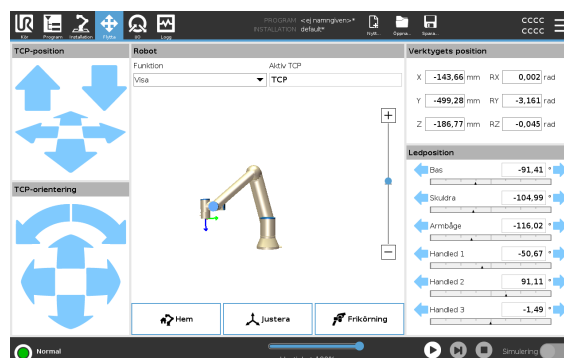 UR
PROGRAM <ej namngiven>*
INSTALLATION default*
CCCC
CCCC
Kör Program Installation Flytta I/O Logg Nytt... Öppna... Spara...
TCP-position
Robot
Verktygets position
Funktion Aktiv TCP
Visa TCP
X -143,66 mm RX 0,002 rad
Y -499,28 mm RY -3,161 rad
Z -186,77 mm RZ -0,045 rad
Ledposition
Bas -91,41 °
TCP-orientering
Skuldra -104,99 °
Armbåge -116,02 °
Handled 1 -50,67 °
Handled 2 91,11 °
Handled 3 -1,49 °
Hem Justera Frikörning
Normal
Simulering